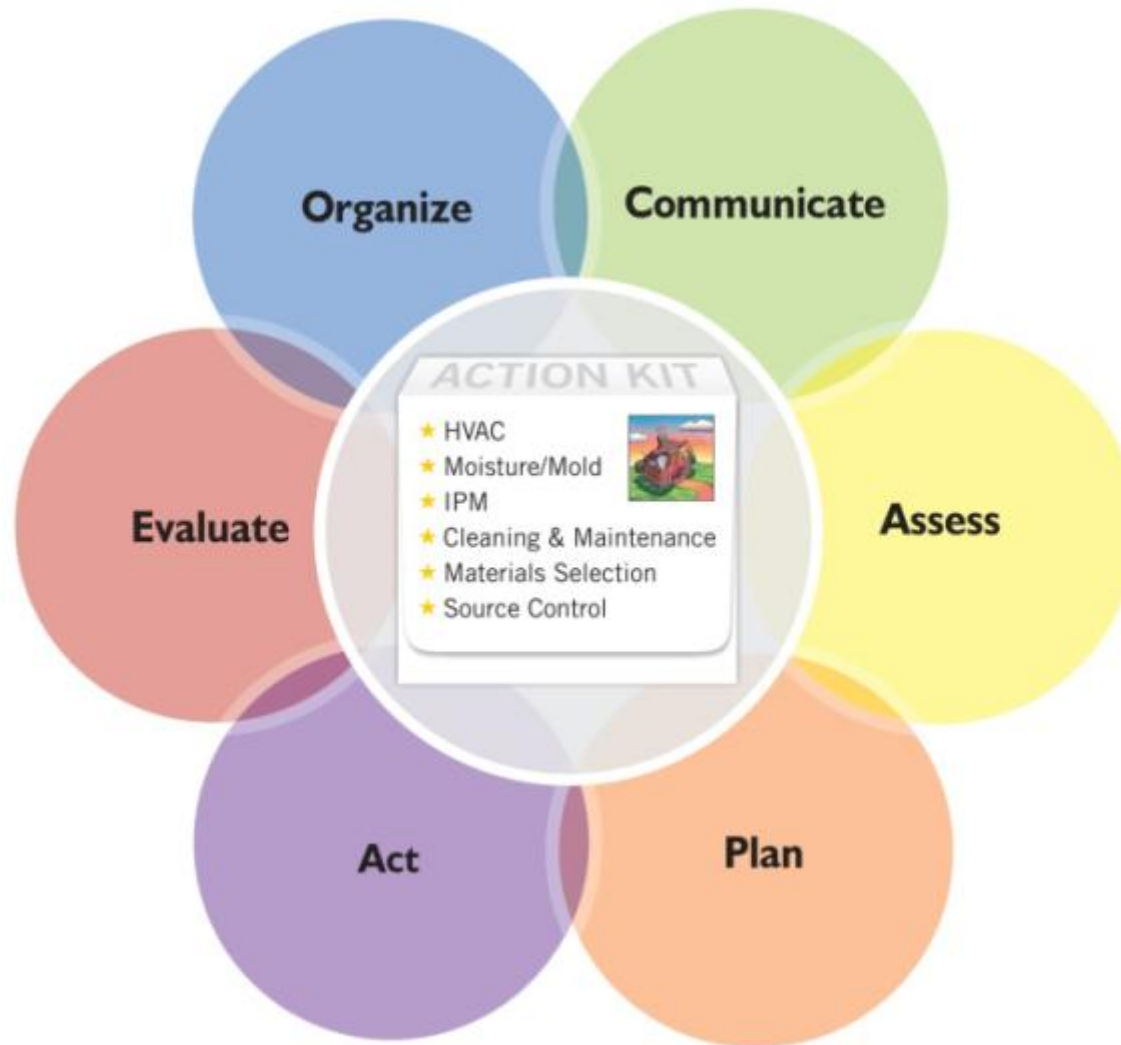 Organize
Communicate
ACTION KIT
HVAC
Moisture/Mold
IPM
Cleaning & Maintenance
Materials Selection
Source Control
Evaluate
Assess
Act
Plan